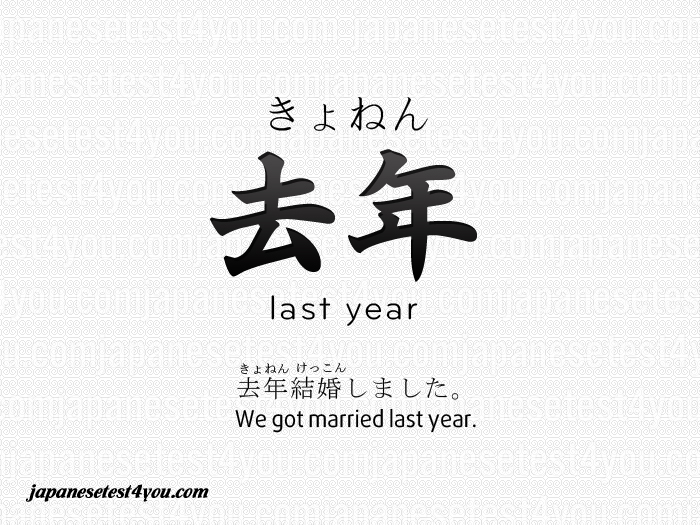 きょねん
去年
last year
きょねん けっこん
去年結婚しました。
We got married last year.
japanesetest4you.com